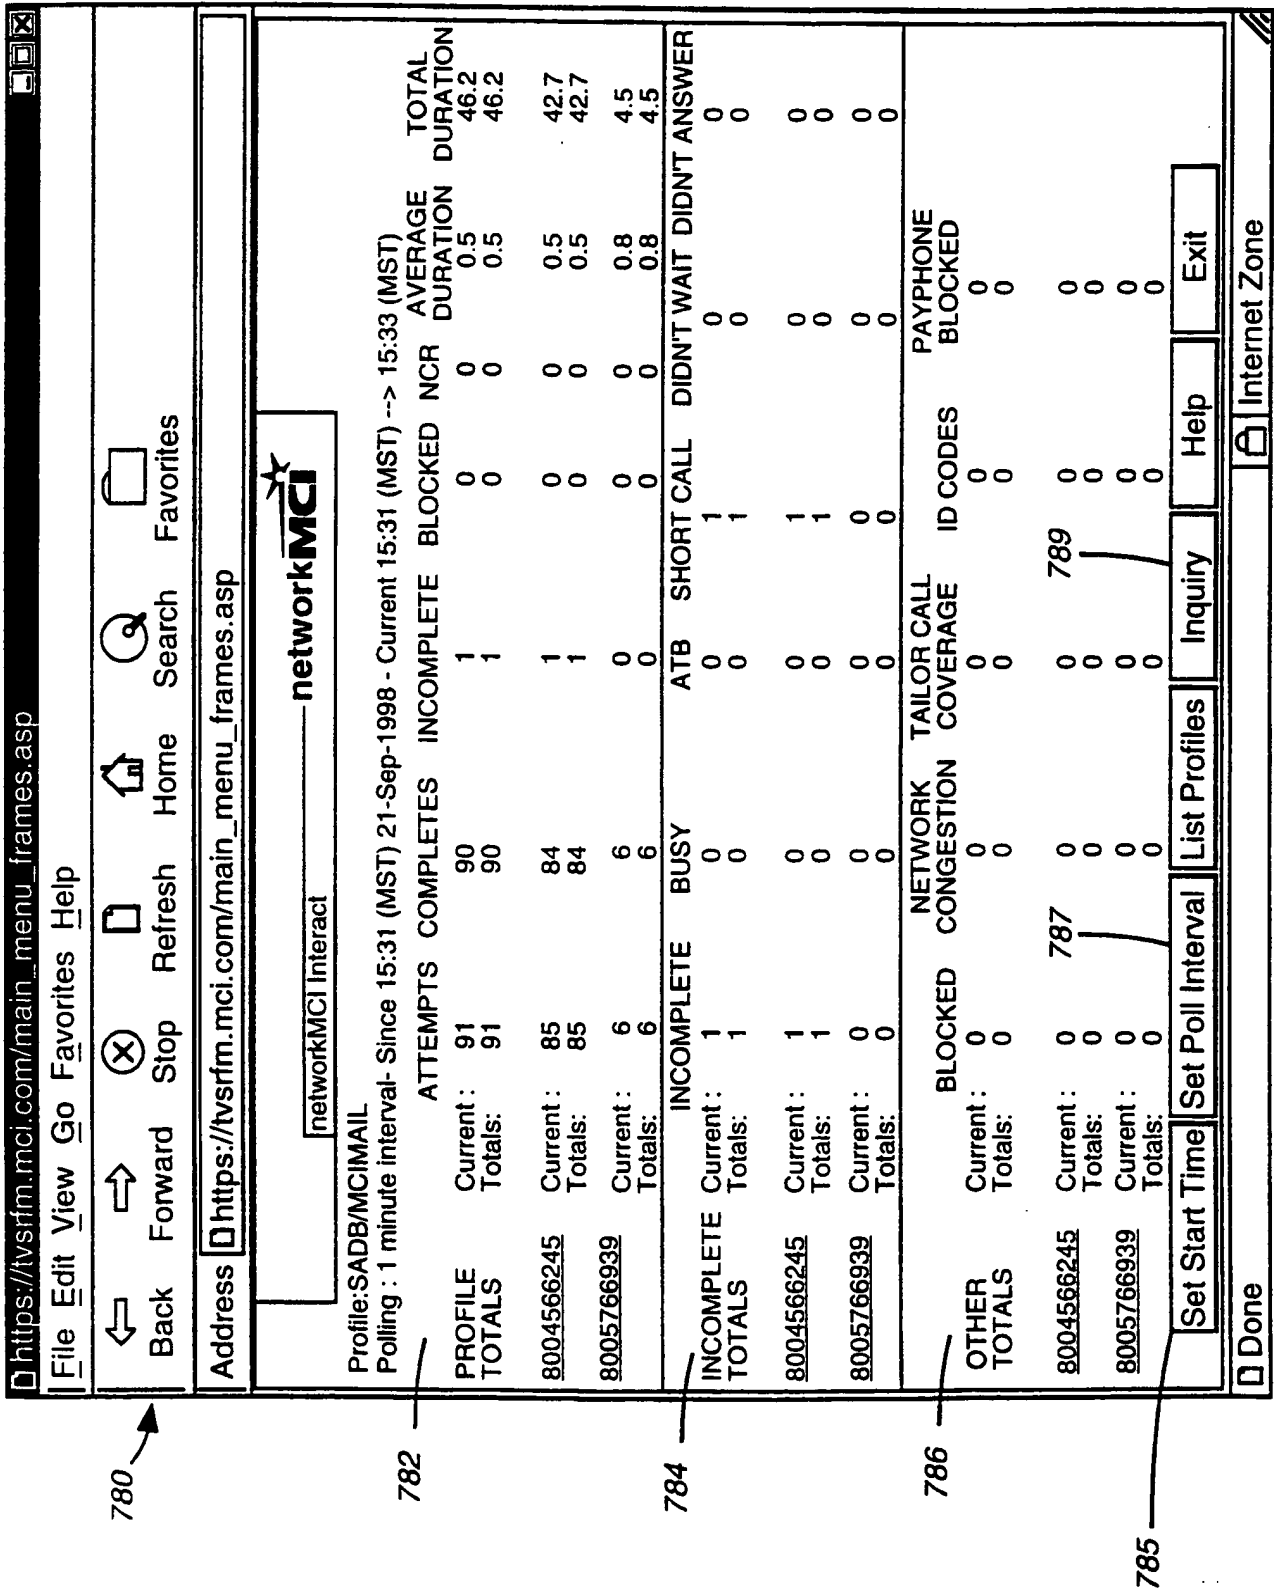 https://tvsrfm.mci.com/main_menu_frames.asp
File Edit View Go Favorites Help
Back Forward Stop Refresh Home Search Favorites
Address https://tvsrfm.mci.com/main_menu_frames.asp
networkMCI Interact
networkMCI
Profile:SADB/MCIMAIL
Polling : 1 minute interval- Since 15:31 (MST) 21-Sep-1998 - Current 15:31 (MST) --> 15:33 (MST)
ATTEMPTS COMPLETES INCOMPLETE BLOCKED NCR AVERAGE DURATION TOTAL DURATION
PROFILE TOTALS
Current : 91 90 1 0 0 0.5 46.2
Totals: 91 90 1 0 0 0.5 46.2
8004566245 Current : 85 84 1 0 0 0.5 42.7
Totals: 85 84 1 0 0 0.5 42.7
8005766939 Current : 6 6 0 0 0 0.8 4.5
Totals: 6 6 0 0 0 0.8 4.5
INCOMPLETE BUSY ATB SHORT CALL DIDN'T WAIT DIDN'T ANSWER
INCOMPLETE TOTALS
Current : 1 0 0 1 0 0
Totals: 1 0 0 1 0 0
8004566245 Current : 1 0 0 1 0 0
Totals: 1 0 0 1 0 0
8005766939 Current : 0 0 0 0 0 0
Totals: 0 0 0 0 0 0
BLOCKED NETWORK CONGESTION TAILOR CALL COVERAGE ID CODES PAYPHONE BLOCKED
OTHER TOTALS
Current : 0 0 0 0 0
Totals: 0 0 0 0 0
8004566245 Current : 0 0 0 0 0
Totals: 0 0 0 0 0
8005766939 Current : 0 0 0 0 0
Totals: 0 0 0 0 0
Set Start Time Set Poll Interval List Profiles Inquiry Help Exit
Done Internet Zone
780
782
784
786
785
787
789